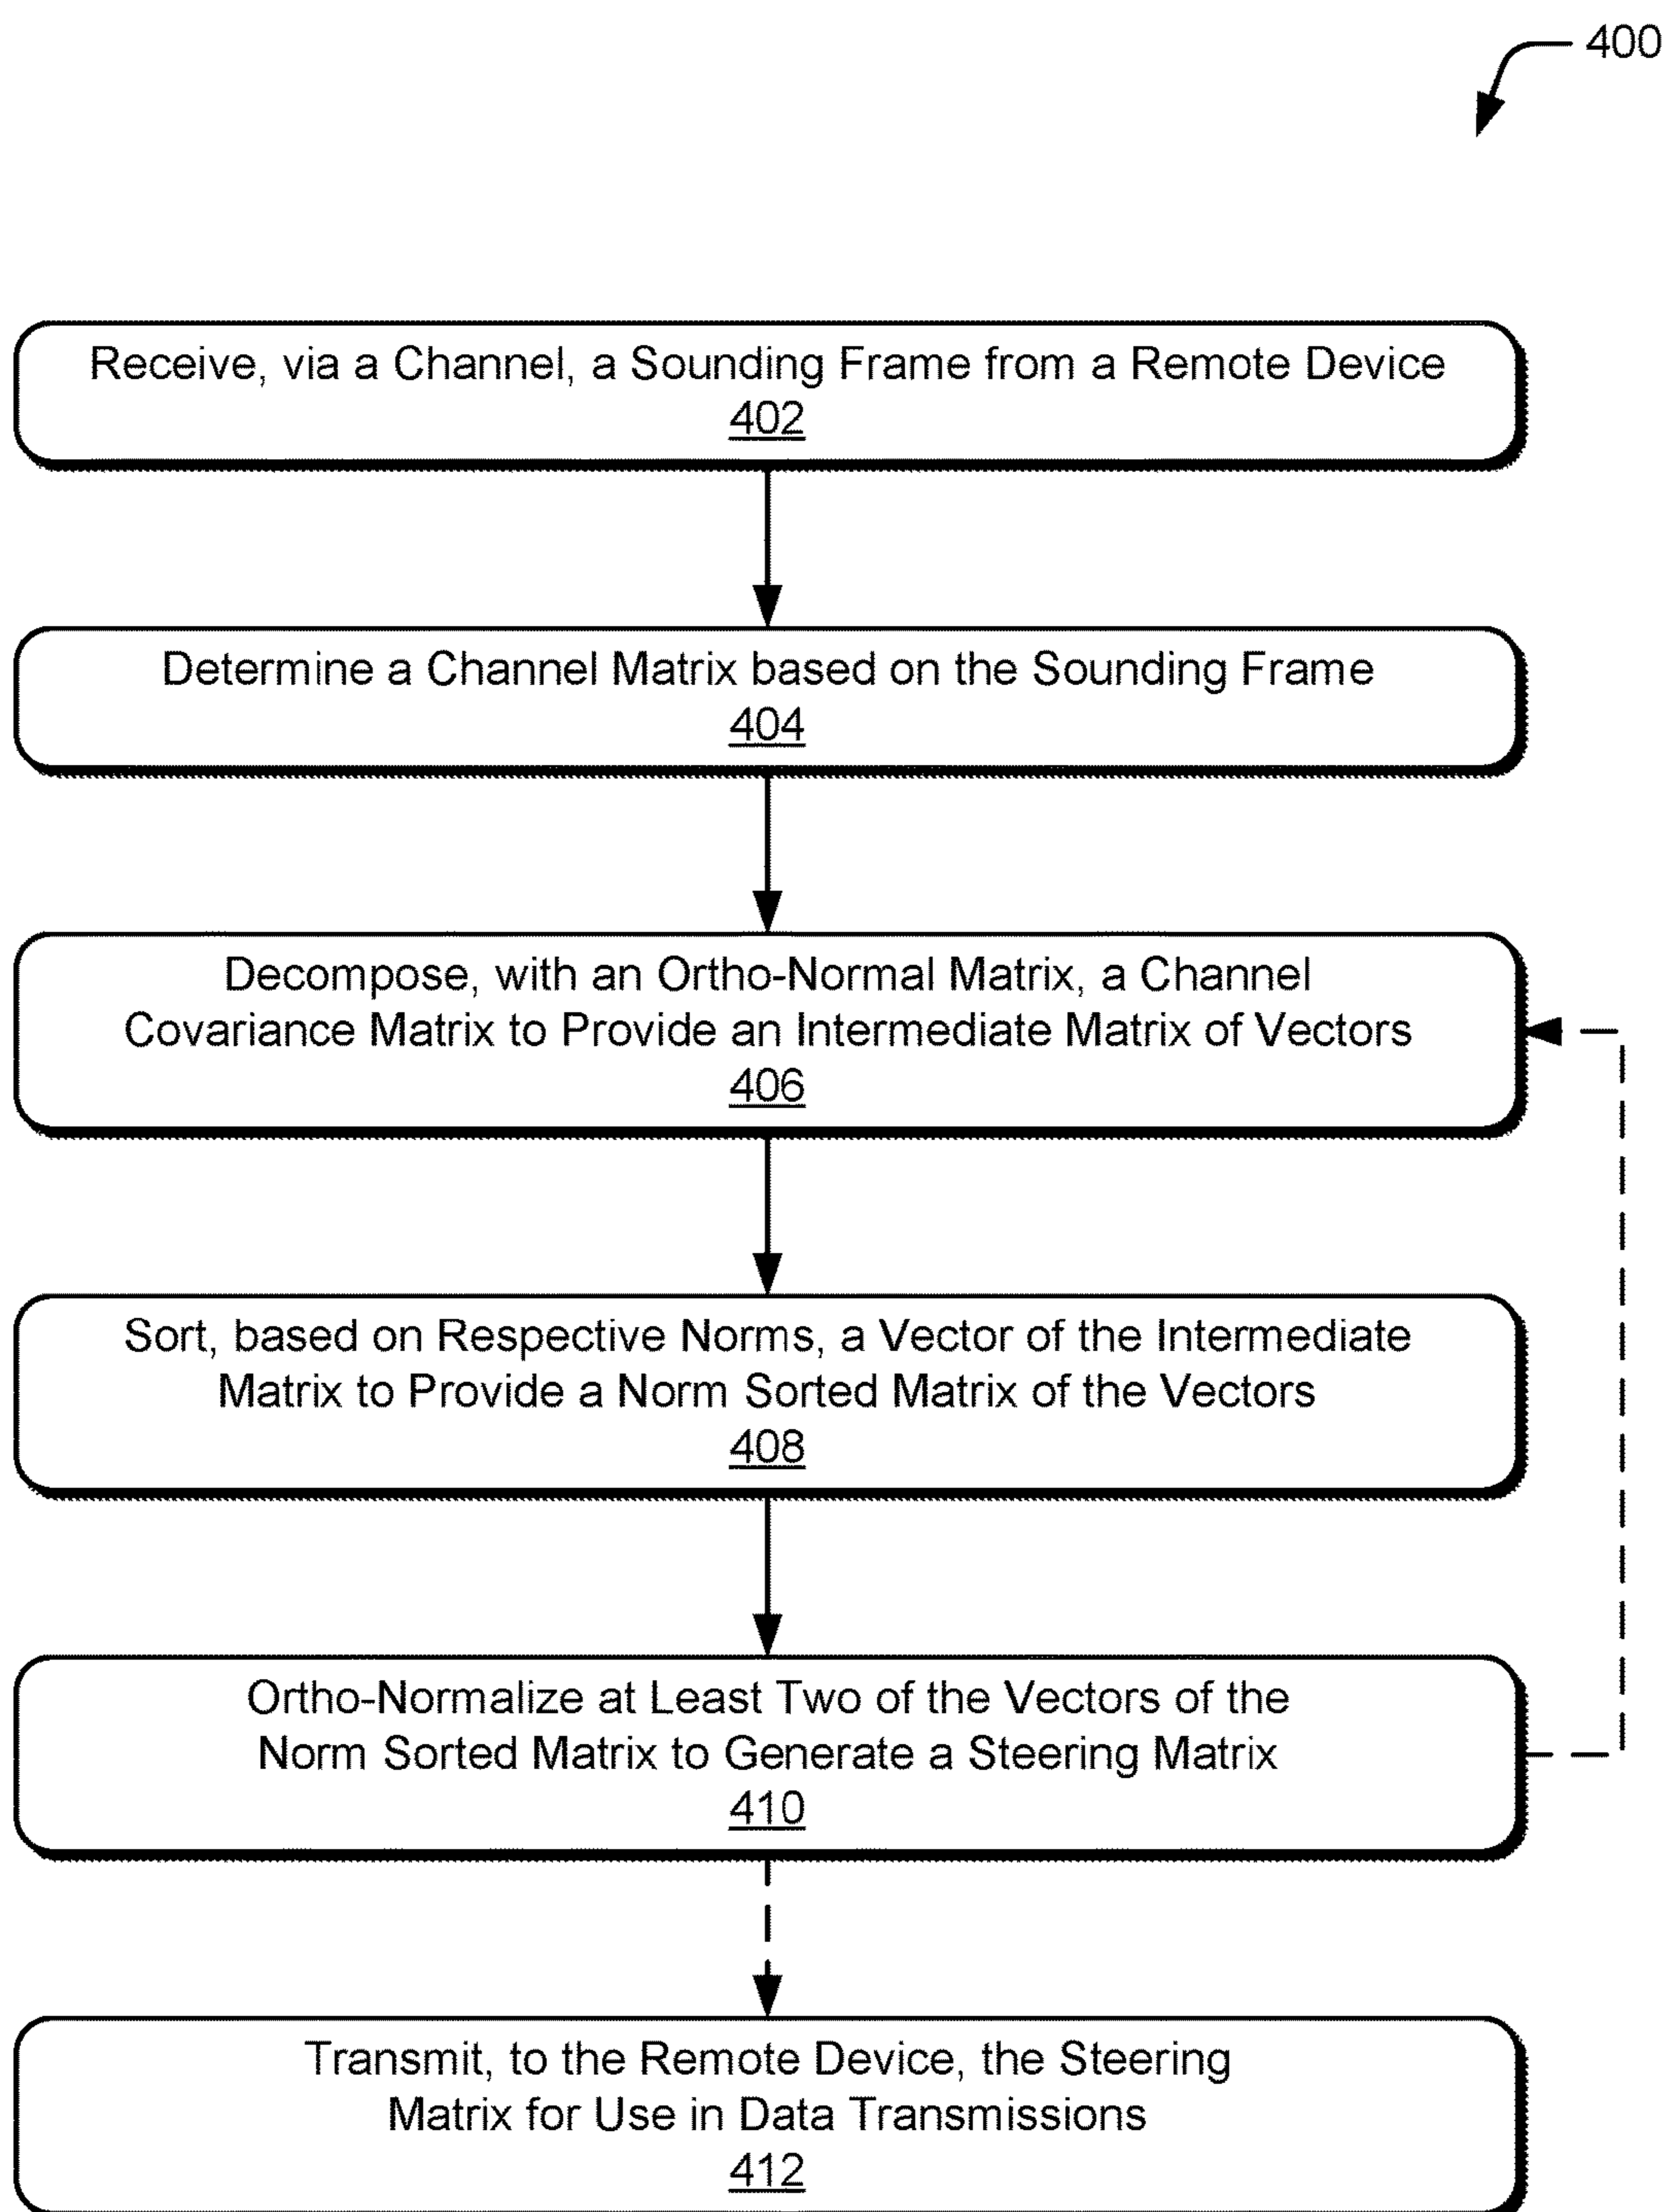 400
Receive, via a Channel, a Sounding Frame from a Remote Device
402
Determine a Channel Matrix based on the Sounding Frame
404
Decompose, with an Ortho-Normal Matrix, a Channel
Covariance Matrix to Provide an Intermediate Matrix of Vectors
406
Sort, based on Respective Norms, a Vector of the Intermediate
Matrix to Provide a Norm Sorted Matrix of the Vectors
408
Ortho-Normalize at Least Two of the Vectors of the
Norm Sorted Matrix to Generate a Steering Matrix
410
Transmit, to the Remote Device, the Steering
Matrix for Use in Data Transmissions
412